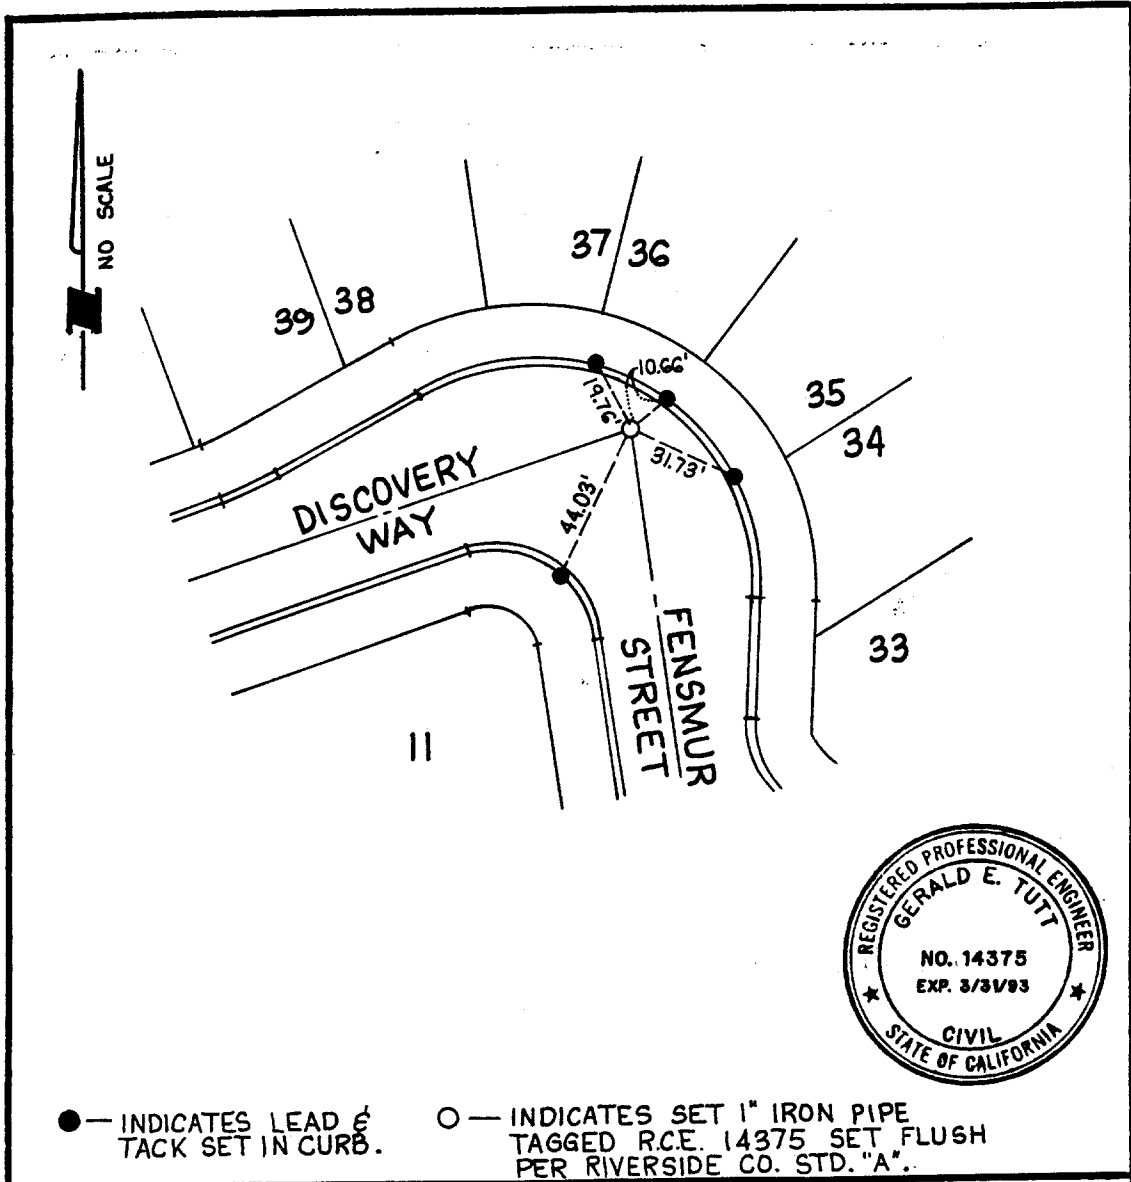 NO SCALE
37
36
39
38
10.66'
19.76'
35
34
31.73'
DISCOVERY
WAY
44.03'
33
FENSMUR
STREET
11
REGISTERED PROFESSIONAL ENGINEER
GERALD E. TUTT
NO. 14375
EXP. 3/31/93
CIVIL
STATE OF CALIFORNIA
— INDICATES LEAD &
TACK SET IN CURB.
— INDICATES SET 1" IRON PIPE
TAGGED R.C.E. 14375 SET FLUSH
PER RIVERSIDE CO. STD. "A".